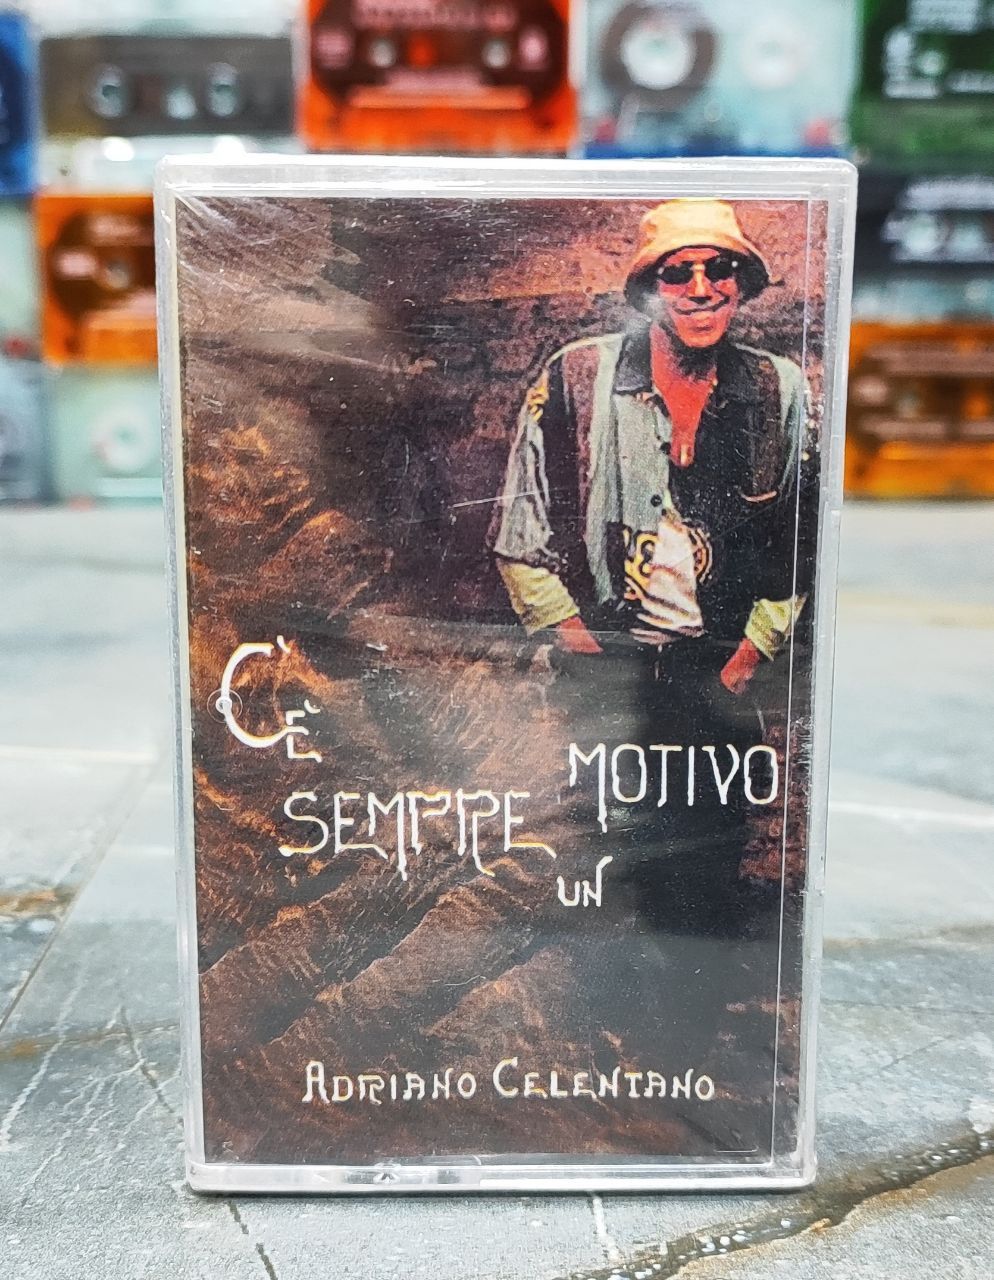 C'È
SEMPRE
UN
MOTIVO
ADRIANO CELENTANO